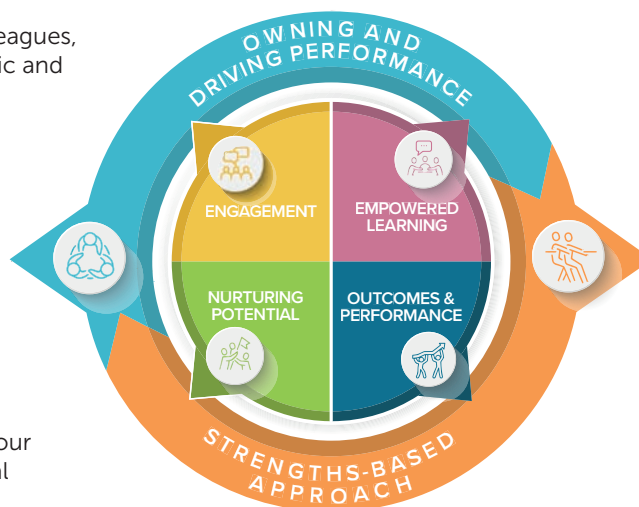 eagues,
ic and
OWNING AND
DRIVING PERFORMANCE
ENGAGEMENT
EMPOWERED
LEARNING
NURTURING
POTENTIAL
OUTCOMES &
PERFORMANCE
our
al
STRENGTHS-BASED
APPROACH